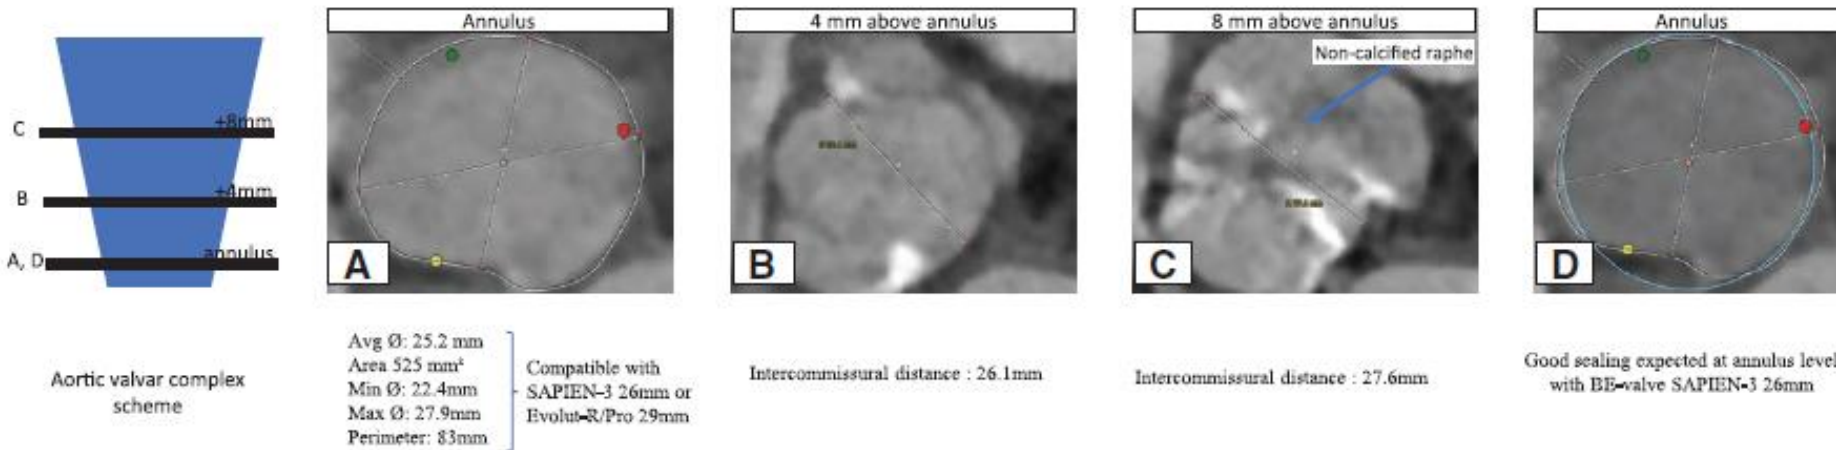 Annulus
4 mm above annulus
8 mm above annulus
Annulus
Non-calcified raphe
C
+8mm
B
+4mm
A, D
annulus
A
B
C
D
Aortic valvar complex
scheme
Avg Ø: 25.2 mm
Area 525 mm²
Min Ø: 22.4mm
Max Ø: 27.9mm
Perimeter: 83mm
Compatible with
SAPIEN-3 26mm or
Evolut-R/Pro 29mm
Intercommissural distance : 26.1mm
Intercommissural distance : 27.6mm
Good sealing expected at annulus level
with BE-valve SAPIEN-3 26mm